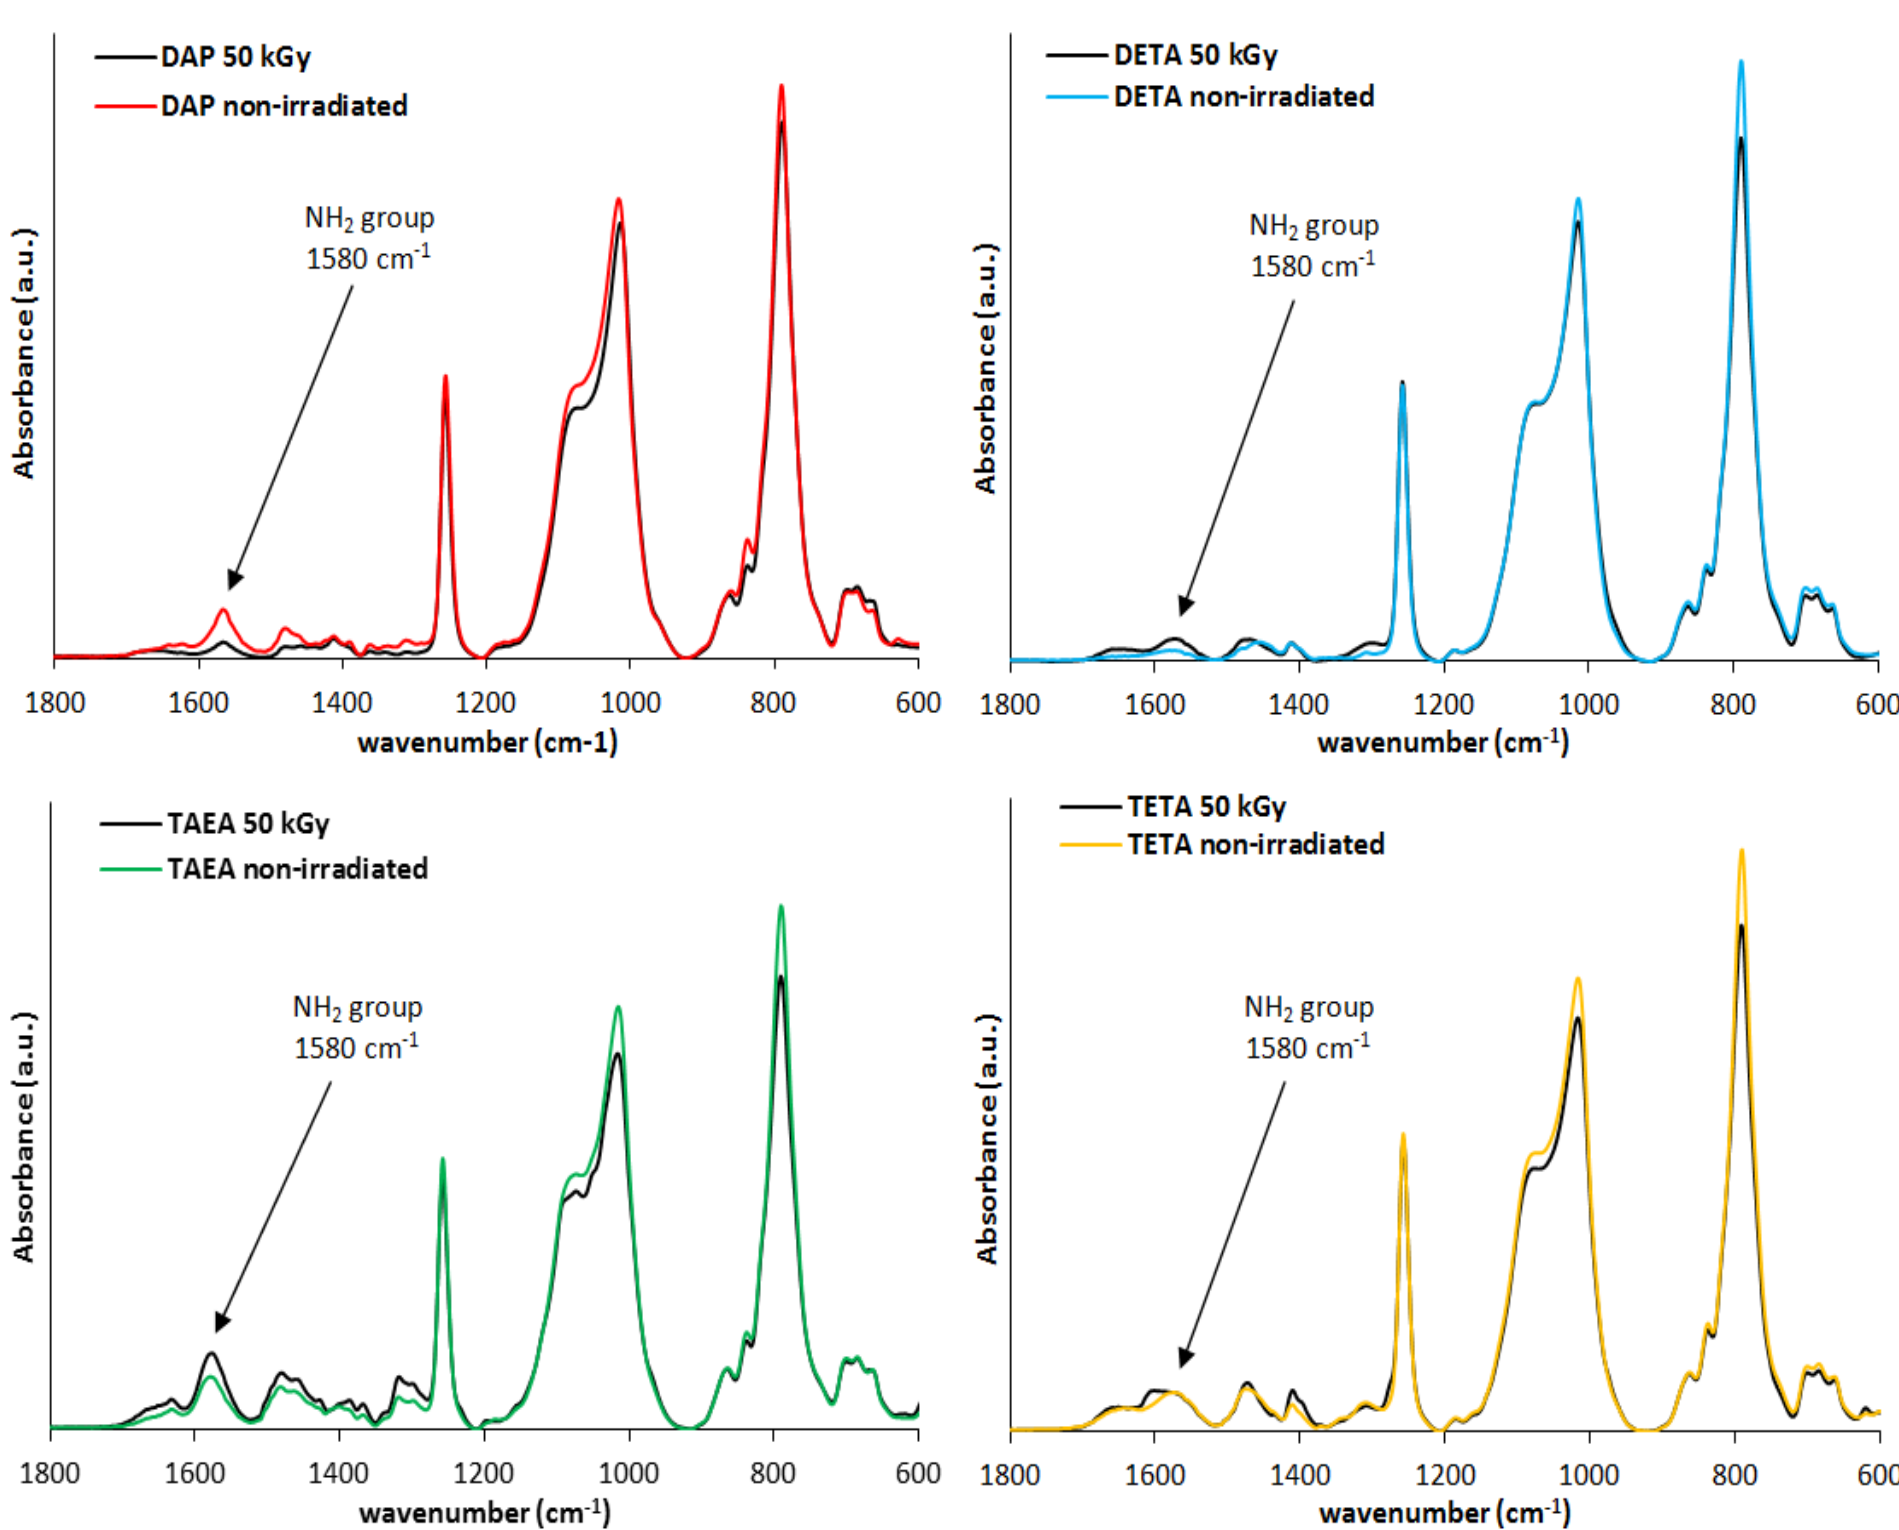 DAP 50 kGy
DAP non-irradiated
NH₂ group
1580 cm⁻¹
Absorbance (a.u.)
1800 1600 1400 1200 1000 800 600
wavenumber (cm-1)
DETA 50 kGy
DETA non-irradiated
NH₂ group
1580 cm⁻¹
Absorbance (a.u.)
1800 1600 1400 1200 1000 800 600
wavenumber (cm⁻¹)
TAEA 50 kGy
TAEA non-irradiated
NH₂ group
1580 cm⁻¹
Absorbance (a.u.)
1800 1600 1400 1200 1000 800 600
wavenumber (cm⁻¹)
TETA 50 kGy
TETA non-irradiated
NH₂ group
1580 cm⁻¹
Absorbance (a.u.)
1800 1600 1400 1200 1000 800 600
wavenumber (cm⁻¹)